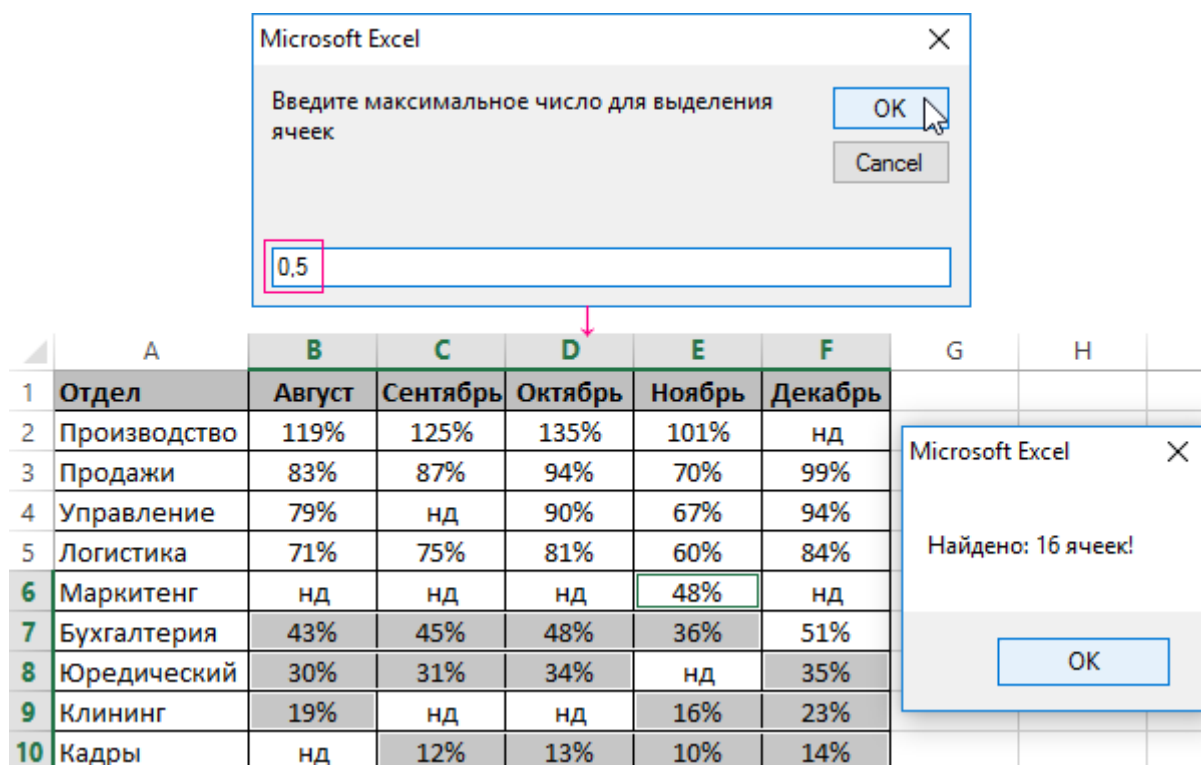 Microsoft Excel
Введите максимальное число для выделения
ячеек
OK
Cancel
0,5
A B C D E F G H
1 Отдел Август Сентябрь Октябрь Ноябрь Декабрь
2 Производство 119% 125% 135% 101% нд
3 Продажи 83% 87% 94% 70% 99%
4 Управление 79% нд 90% 67% 94%
5 Логистика 71% 75% 81% 60% 84%
6 Маркитенг нд нд нд 48% нд
7 Бухгалтерия 43% 45% 48% 36% 51%
8 Юредический 30% 31% 34% нд 35%
9 Клининг 19% нд нд 16% 23%
10 Кадры нд 12% 13% 10% 14%
Microsoft Excel
Найдено: 16 ячеек!
OK